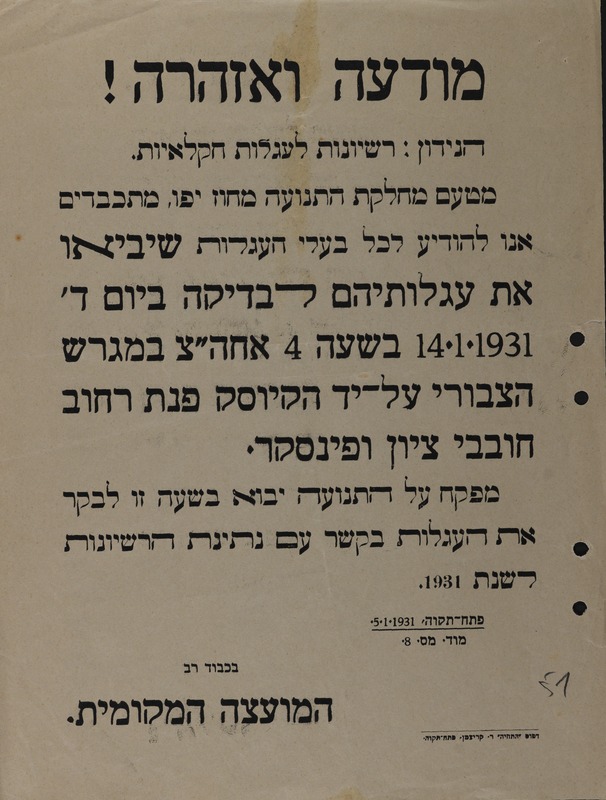 מודעה ואזהרה!
הנידון: רשיונות לעגלות חקלאיות.
מטעם מחלקת התנועה מחוז יפו, מתכבדים
אנו להודיע לכל בעלי העגלות שיביאו
את עגלותיהם לבדיקה ביום ד׳
14.1.1931 בשעה 4 אחה״צ במגרש
הצבורי על־יד הקיוסק פנת רחוב
חובבי ציון ופינסקר.
מפקח על התנועה יבוא בשעה זו לבקר
את העגלות בקשר עם נתינת הרשיונות
לשנת 1931.
פתח־תקוה, 5.1.1931.
מוד. מס. 8.
בכבוד רב
המועצה המקומית.
51
דפוס "התחיה" ר. קריצמן, פתח־תקוה.